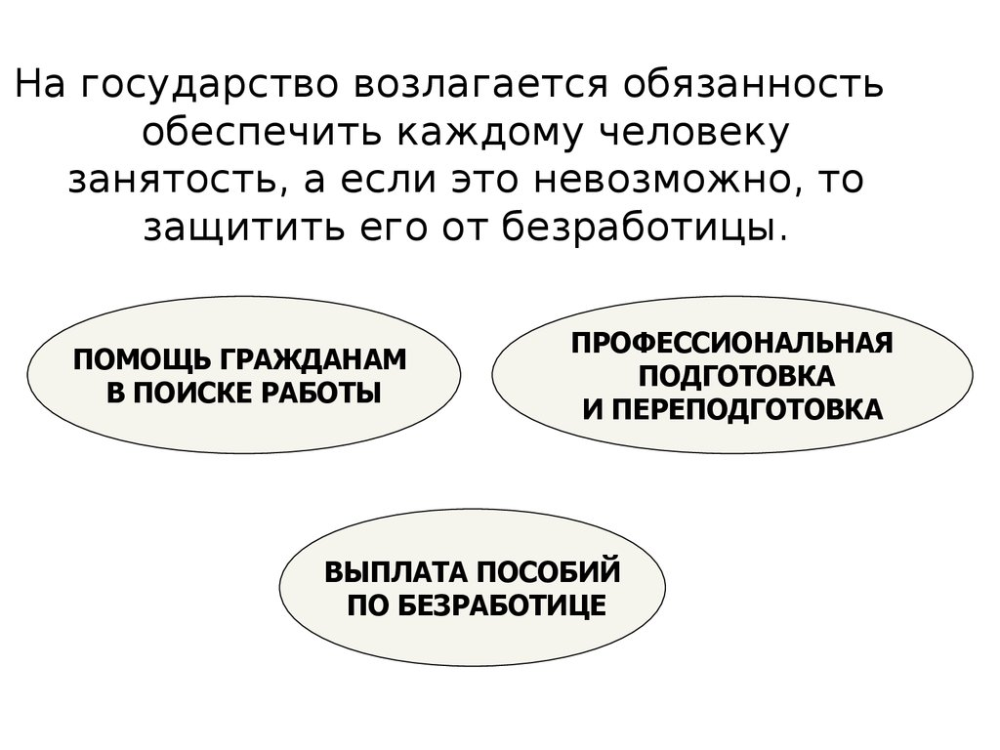 На государство возлагается обязанность
обеспечить каждому человеку
занятость, а если это невозможно, то
защитить его от безработицы.
ПОМОЩЬ ГРАЖДАНАМ
В ПОИСКЕ РАБОТЫ
ПРОФЕССИОНАЛЬНАЯ
ПОДГОТОВКА
И ПЕРЕПОДГОТОВКА
ВЫПЛАТА ПОСОБИЙ
ПО БЕЗРАБОТИЦЕ